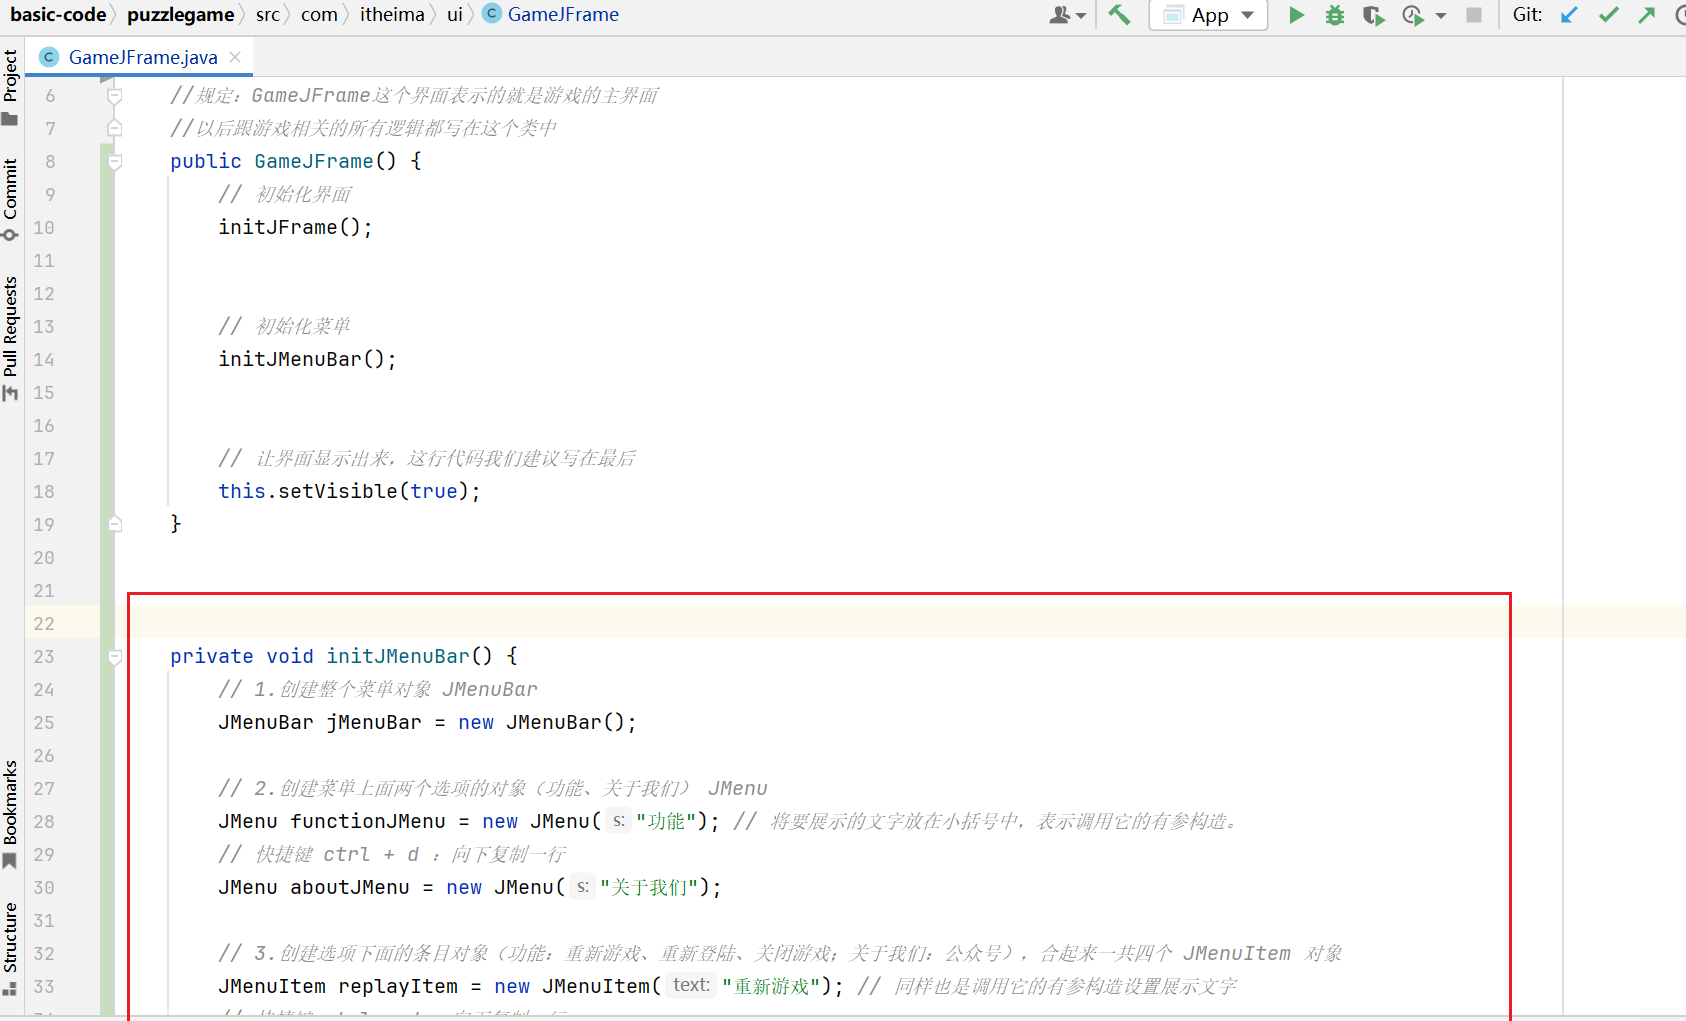 basic-code puzzlegame src com itheima ui GameJFrame App Git:
GameJFrame.java
Project
Commit
Pull Requests
Bookmarks
Structure
6 //规定：GameJFrame这个界面表示的就是游戏的主界面
7 //以后跟游戏相关的所有逻辑都写在这个类中
8 public GameJFrame() {
9 // 初始化界面
10 initJFrame();
11
12
13 // 初始化菜单
14 initJMenuBar();
15
16
17 // 让界面显示出来，这行代码我们建议写在最后
18 this.setVisible(true);
19 }
20
21
22
23 private void initJMenuBar() {
24 // 1.创建整个菜单对象 JMenuBar
25 JMenuBar jMenuBar = new JMenuBar();
26
27 // 2.创建菜单上面两个选项的对象（功能、关于我们） JMenu
28 JMenu functionJMenu = new JMenu( s: "功能"); // 将要展示的文字放在小括号中，表示调用它的有参构造。
29 // 快捷键 ctrl + d ：向下复制一行
30 JMenu aboutJMenu = new JMenu( s: "关于我们");
31
32 // 3.创建选项下面的条目对象（功能：重新游戏、重新登陆、关闭游戏；关于我们：公众号），合起来一共四个 JMenuItem 对象
33 JMenuItem replayItem = new JMenuItem( text: "重新游戏"); // 同样也是调用它的有参构造设置展示文字